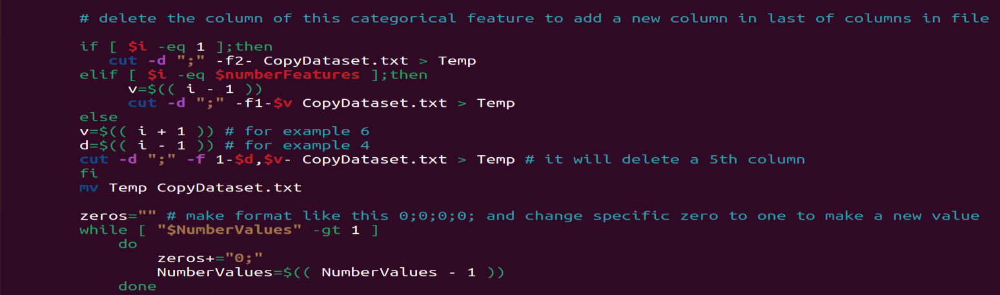 # delete the column of this categorical feature to add a new column in last of columns in file
if [ $i -eq 1 ];then
cut -d ";" -f2- CopyDataset.txt > Temp
elif [ $i -eq $numberFeatures ];then
v=$(( i - 1 ))
cut -d ";" -f1-$v CopyDataset.txt > Temp
else
v=$(( i + 1 )) # for example 6
d=$(( i - 1 )) # for example 4
cut -d ";" -f 1-$d,$v- CopyDataset.txt > Temp # it will delete a 5th column
fi
mv Temp CopyDataset.txt
zeros="" # make format like this 0;0;0;0; and change specific zero to one to make a new value
while [ "$NumberValues" -gt 1 ]
do
zeros+="0;"
NumberValues=$(( NumberValues - 1 ))
done